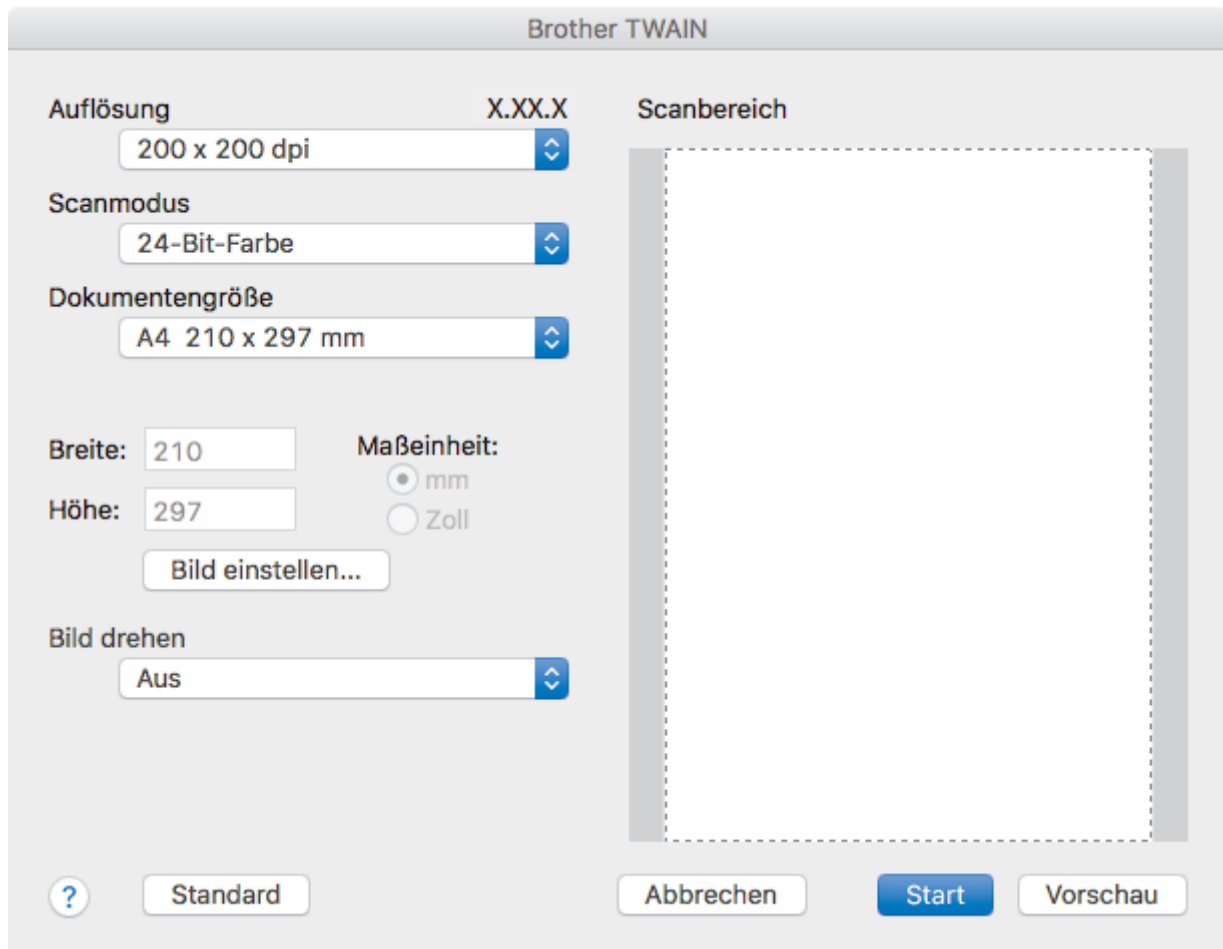 Brother TWAIN
Auflösung X.XX.X
200 x 200 dpi
Scanmodus
24-Bit-Farbe
Dokumentengröße
A4 210 x 297 mm
Breite: 210
Höhe: 297
Maßeinheit:
mm
Zoll
Bild einstellen...
Bild drehen
Aus
Scanbereich
? Standard Abbrechen Start Vorschau